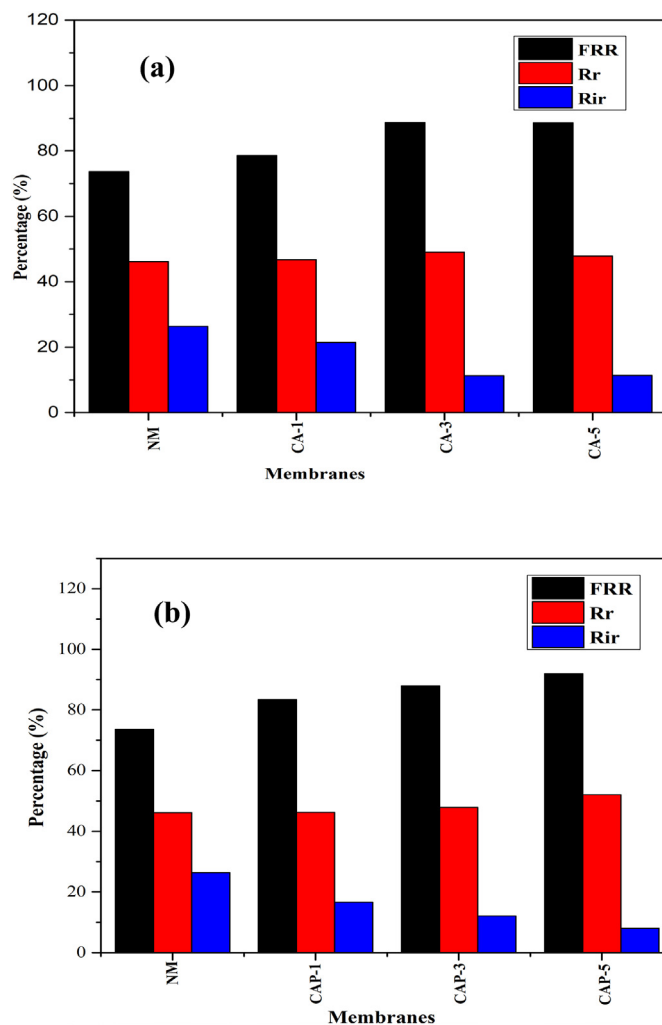 120
100
80
60
40
20
0
Percentage (%)
(a)
FRR
Rr
Rir
NM
CA-1
CA-3
CA-5
Membranes
120
100
80
60
40
20
0
Percentage (%)
(b)
FRR
Rr
Rir
NM
CAP-1
CAP-3
CAP-5
Membranes